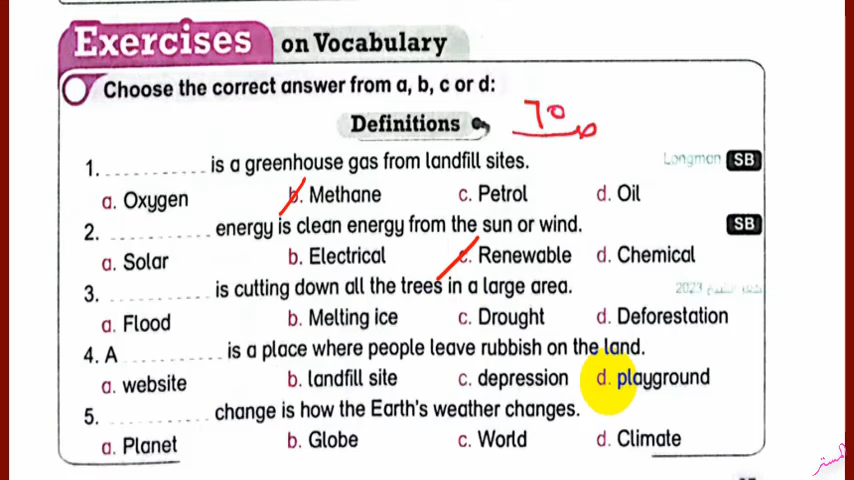 Exercises on Vocabulary
Choose the correct answer from a, b, c or d:
Definitions
1. .......... is a greenhouse gas from landfill sites. Longman SB
a. Oxygen b. Methane c. Petrol d. Oil
2. .......... energy is clean energy from the sun or wind. SB
a. Solar b. Electrical c. Renewable d. Chemical
3. .......... is cutting down all the trees in a large area. 2023
a. Flood b. Melting ice c. Drought d. Deforestation
4. A .......... is a place where people leave rubbish on the land.
a. website b. landfill site c. depression d. playground
5. .......... change is how the Earth's weather changes.
a. Planet b. Globe c. World d. Climate